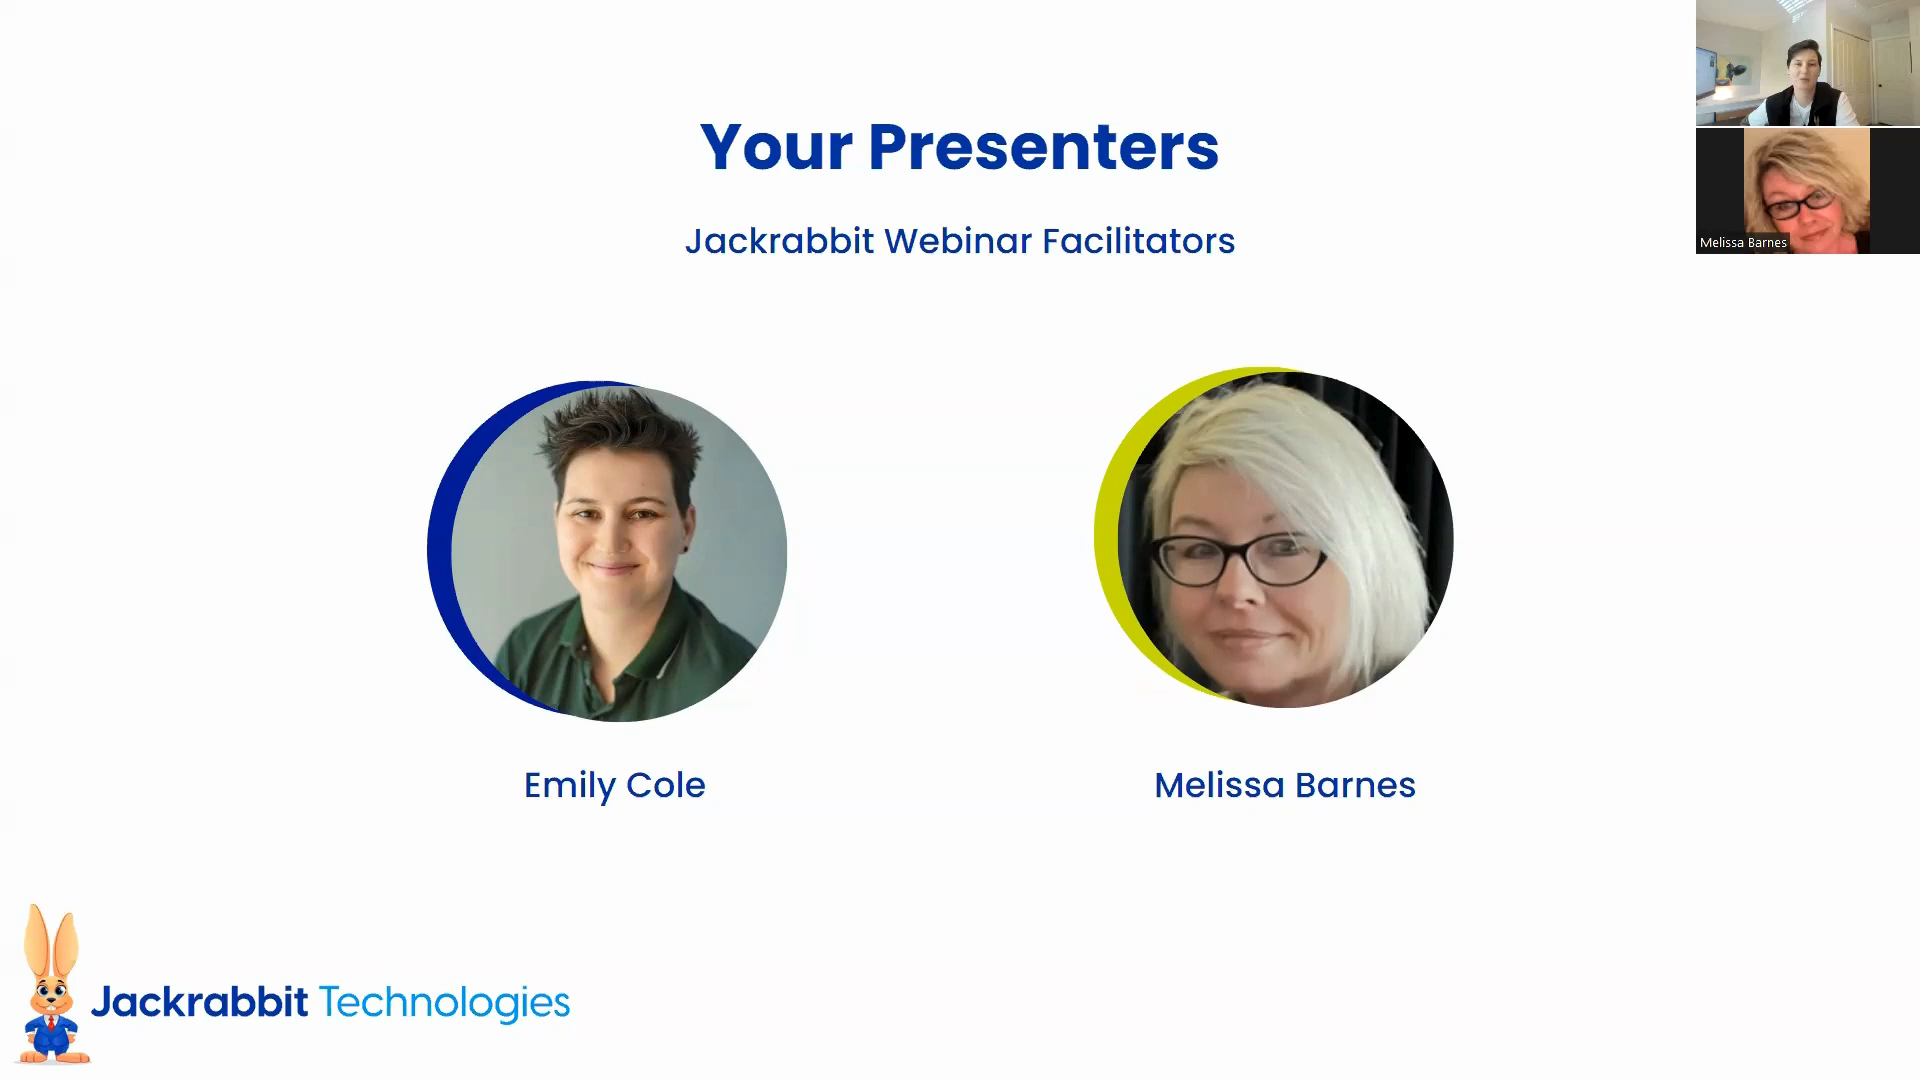 Your Presenters
Jackrabbit Webinar Facilitators
Melissa Barnes
Emily Cole
Melissa Barnes
Jackrabbit Technologies